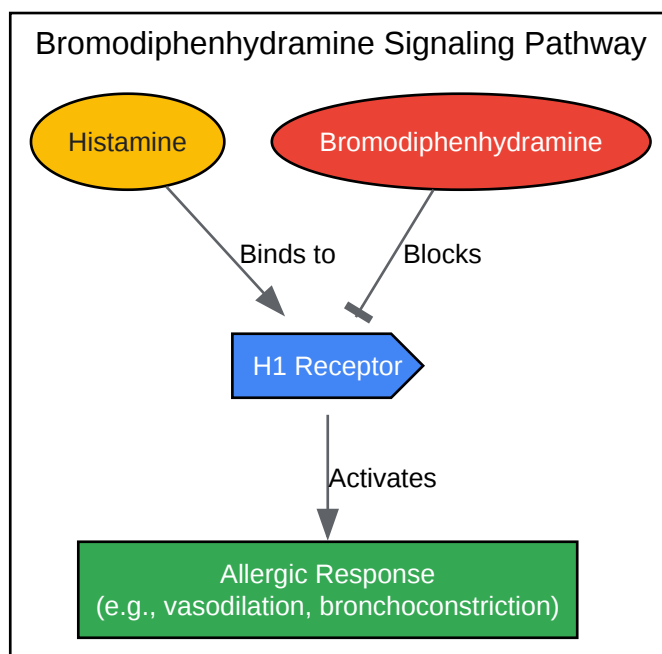 Bromodiphenhydramine Signaling Pathway
Histamine
Bromodiphenhydramine
Binds to
Blocks
H1 Receptor
Activates
Allergic Response
(e.g., vasodilation, bronchoconstriction)